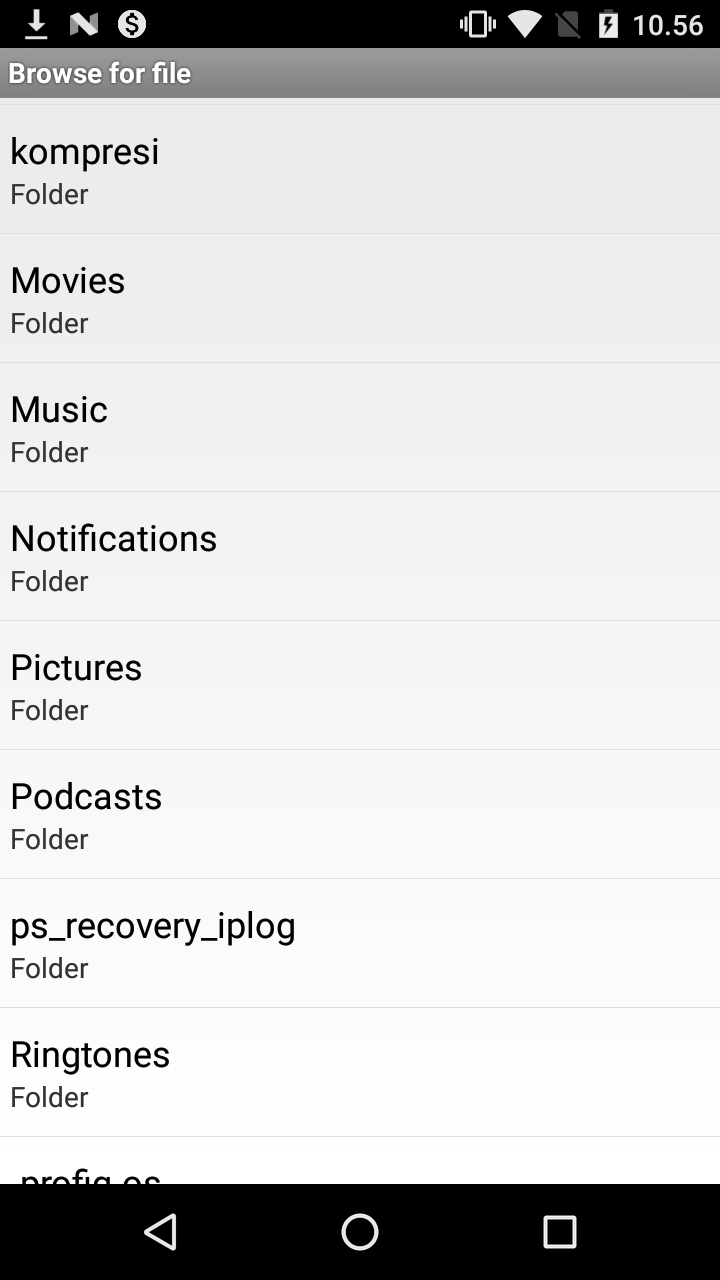 10.56
Browse for file
kompresi
Folder
Movies
Folder
Music
Folder
Notifications
Folder
Pictures
Folder
Podcasts
Folder
ps_recovery_iplog
Folder
Ringtones
Folder